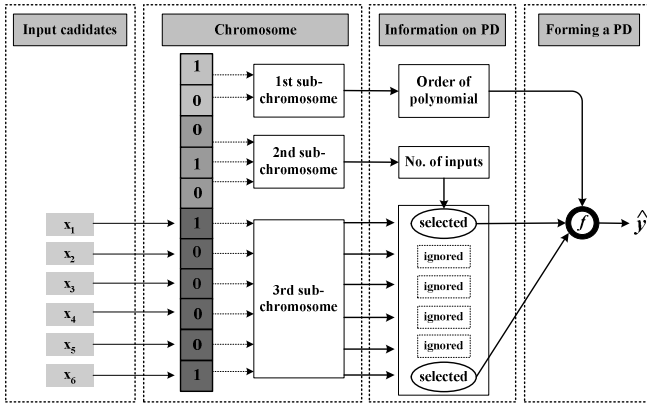 Input cadidates
Chromosome
Information on PD
Forming a PD
1
0
0
1
0
1
0
0
0
0
1
1st sub-
chromosome
2nd sub-
chromosome
3rd sub-
chromosome
Order of
polynomial
No. of inputs
x1
x2
x3
x4
x5
x6
selected
ignored
ignored
ignored
ignored
selected
f
ŷ